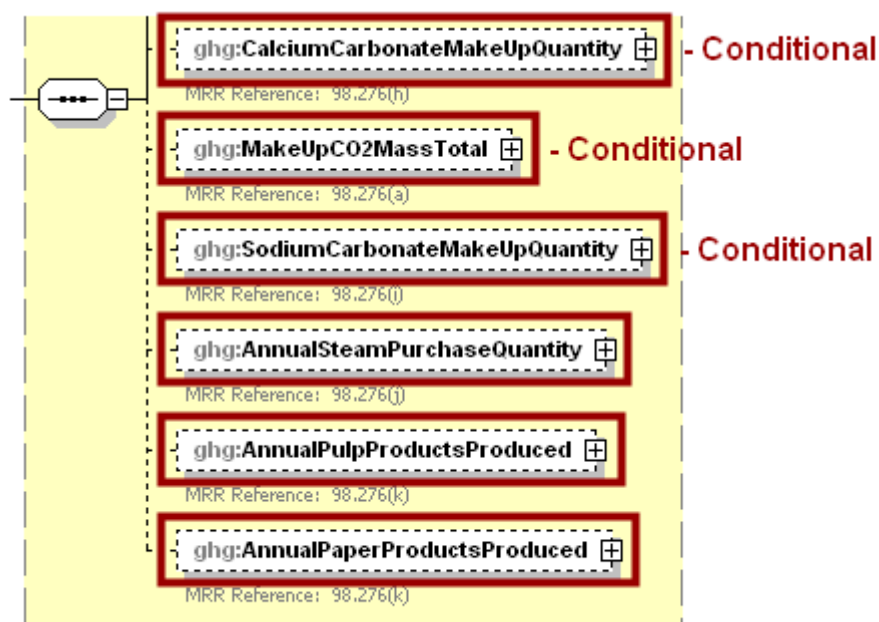 ghg:CalciumCarbonateMakeUpQuantity - Conditional
MRR Reference: 98.276(h)
ghg:MakeUpCO2MassTotal - Conditional
MRR Reference: 98.276(a)
ghg:SodiumCarbonateMakeUpQuantity - Conditional
MRR Reference: 98.276(i)
ghg:AnnualSteamPurchaseQuantity
MRR Reference: 98.276(j)
ghg:AnnualPulpProductsProduced
MRR Reference: 98.276(k)
ghg:AnnualPaperProductsProduced
MRR Reference: 98.276(k)